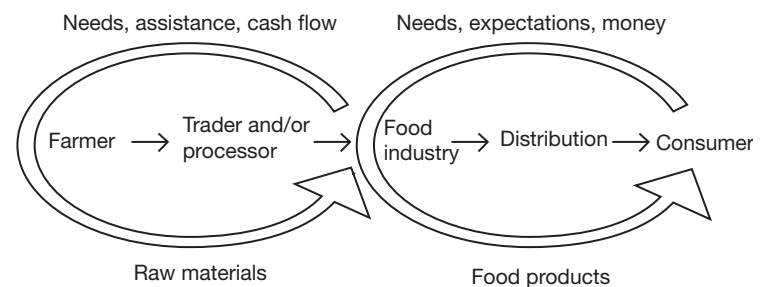 Needs, assistance, cash flow
Needs, expectations, money
Farmer
Trader and/or
processor
Food
industry
Distribution
Consumer
Raw materials
Food products